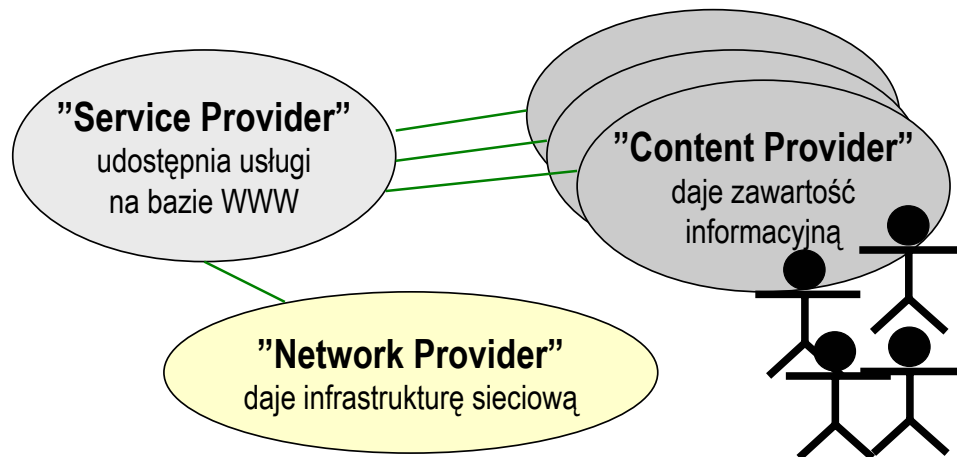 ”Service Provider”
udostępnia usługi
na bazie WWW
”Content Provider”
daje zawartość
informacyjną
”Network Provider”
daje infrastrukturę sieciową